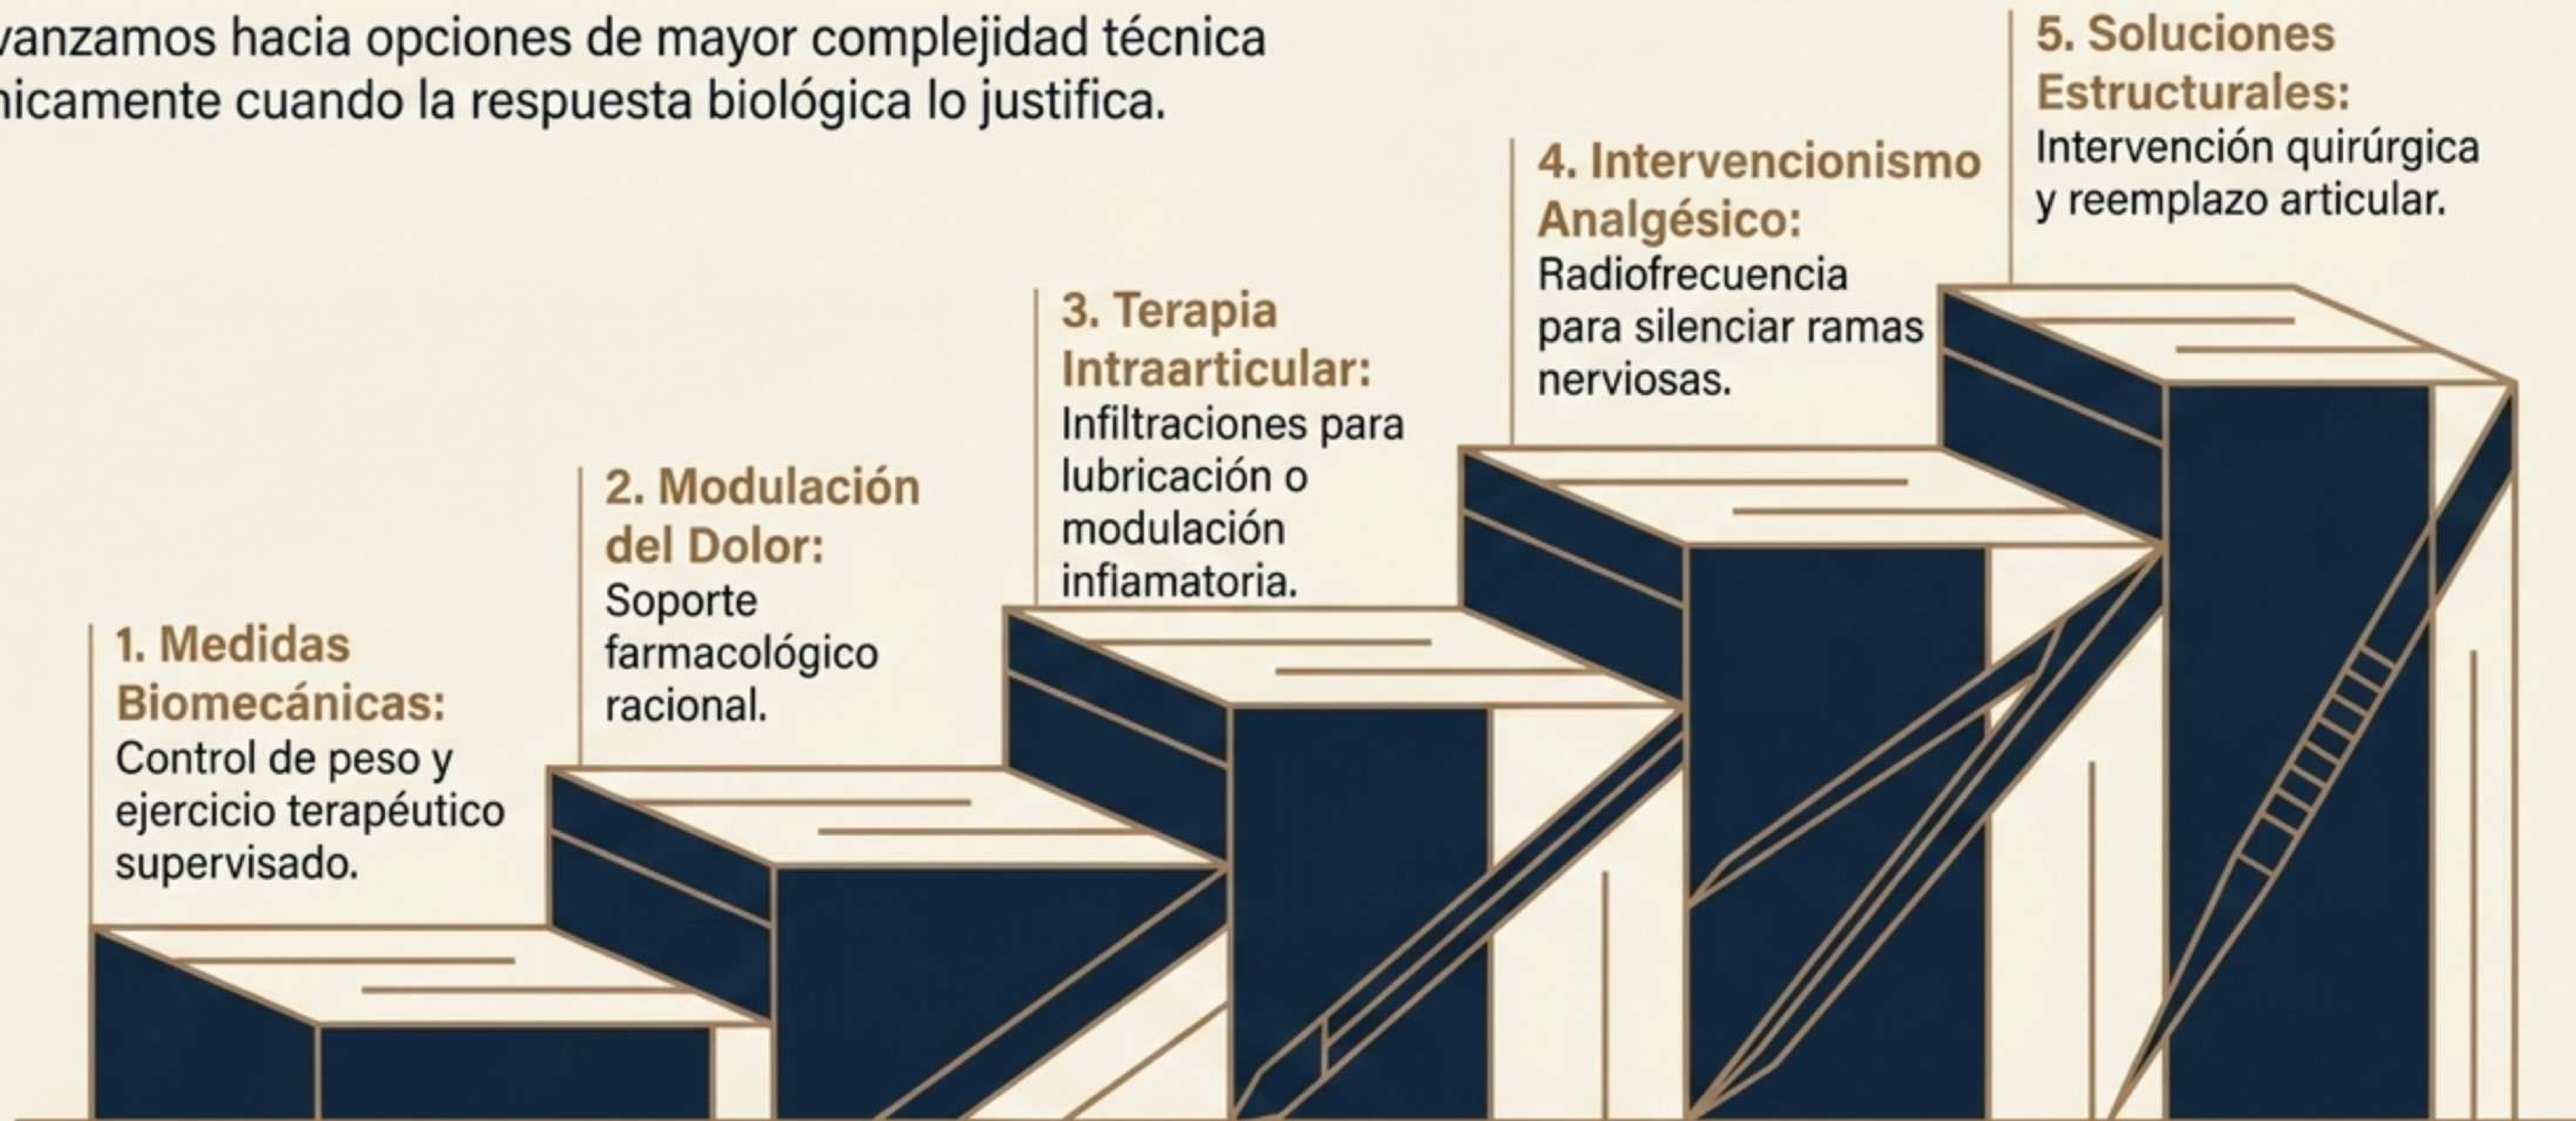 vanzamos hacia opciones de mayor complejidad técnica
nicamente cuando la respuesta biológica lo justifica.
1. Medidas
Biomecánicas:
Control de peso y
ejercicio terapéutico
supervisado.
2. Modulación
del Dolor:
Soporte
farmacológico
racional.
3. Terapia
Intraarticular:
Infiltraciones para
lubricación o
modulación
infiamatoria.
4. Intervencionismo
Analgésico:
Radiofrecuencia
para silenciar ramas
nerviosas.
5. Soluciones
Estructurales:
Intervención quirúrgica
y reemplazo articular.